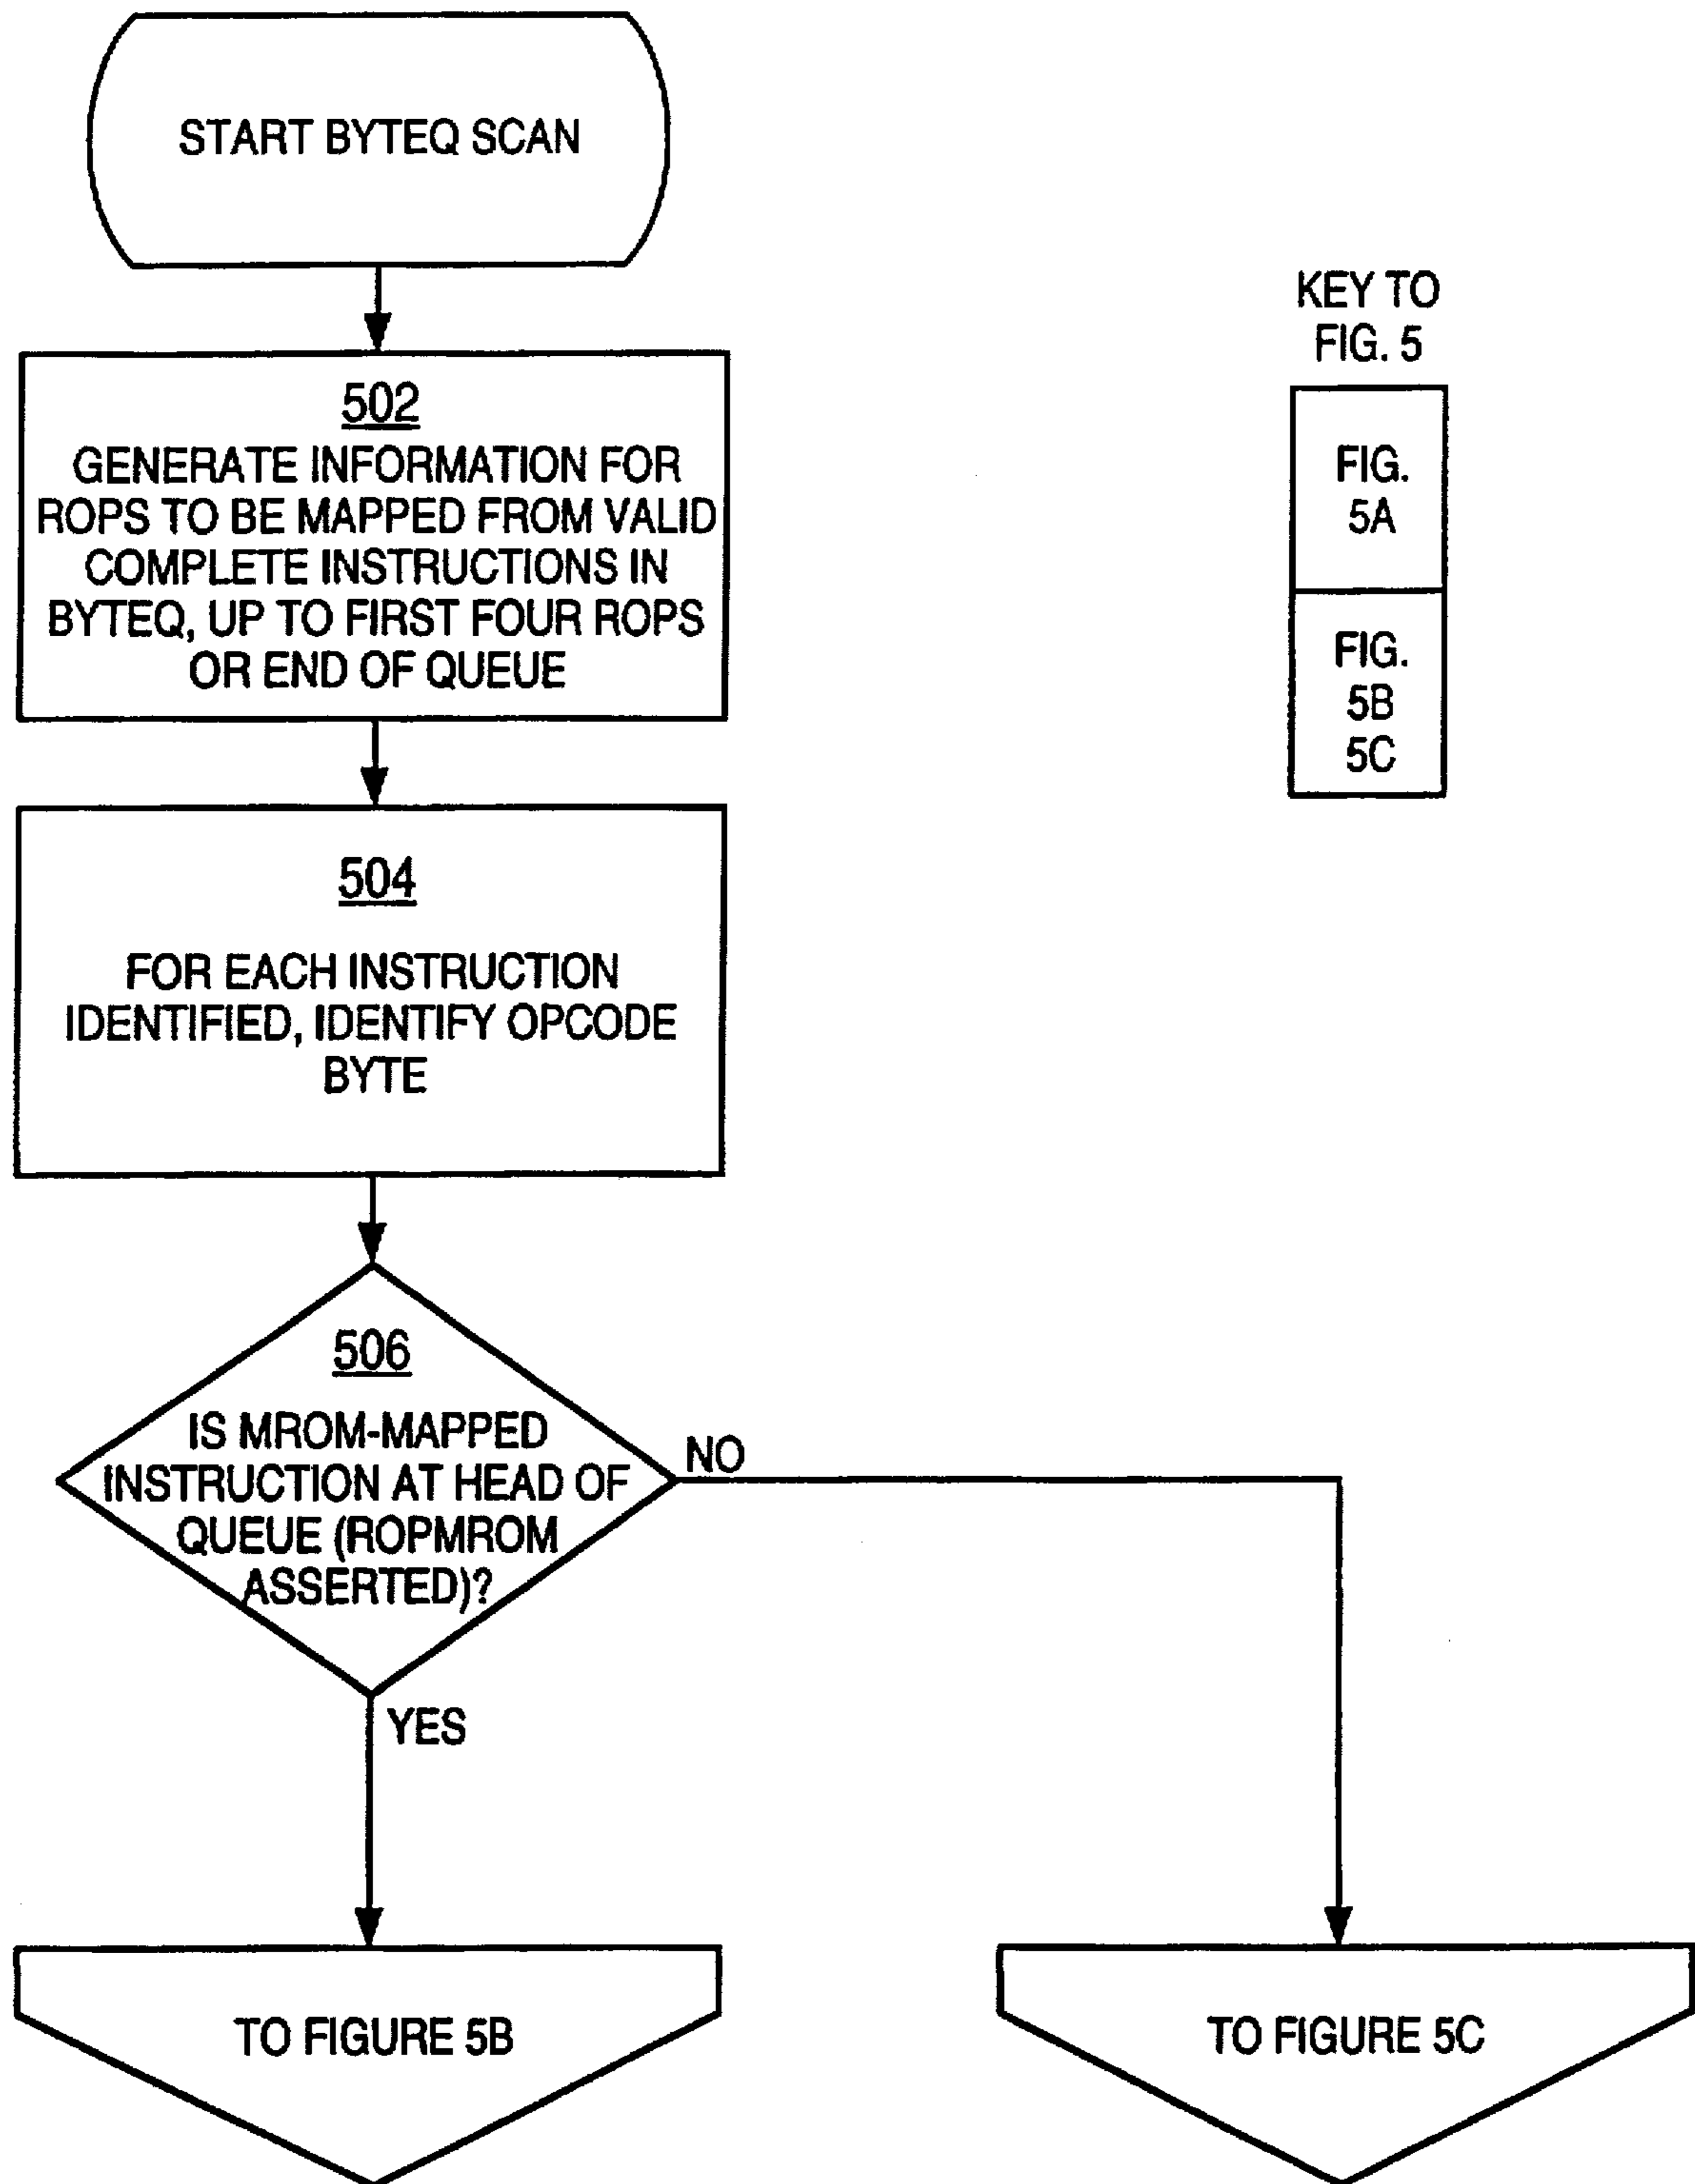 START BYTEQ SCAN
KEY TO
FIG. 5
FIG.
5A
FIG.
5B
5C
502
GENERATE INFORMATION FOR
ROPS TO BE MAPPED FROM VALID
COMPLETE INSTRUCTIONS IN
BYTEQ, UP TO FIRST FOUR ROPS
OR END OF QUEUE
504
FOR EACH INSTRUCTION
IDENTIFIED, IDENTIFY OPCODE
BYTE
506
IS MROM-MAPPED
INSTRUCTION AT HEAD OF
QUEUE (ROPMROM
ASSERTED)?
NO
YES
TO FIGURE 5B
TO FIGURE 5C